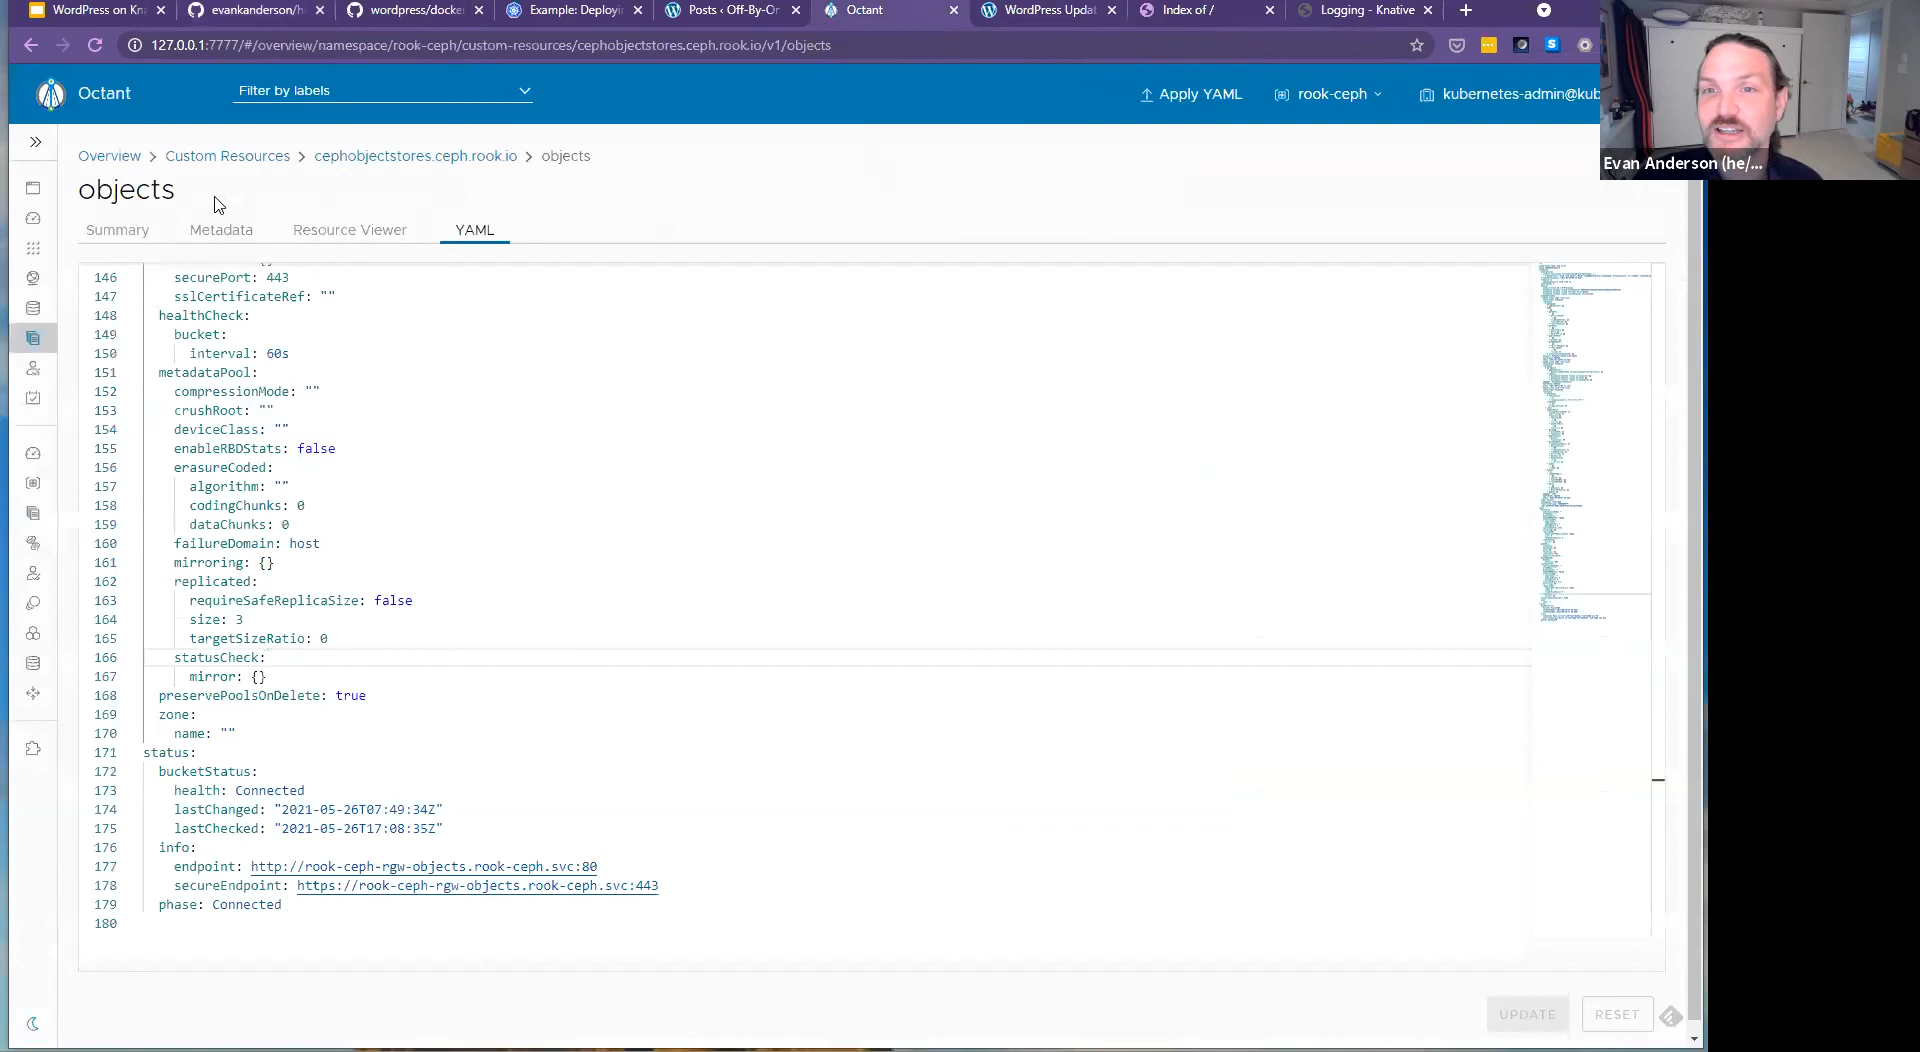 WordPress on Kn
evankanderson/h
wordpress/docke
Example: Deployi
Posts ‹ Off-By-Or
Octant
WordPress Updat
Index of /
Logging - Knative
127.0.0.1:7777/#/overview/namespace/rook-ceph/custom-resources/cephobjectstores.ceph.rook.io/v1/objects
Octant
Filter by labels
Apply YAML
rook-ceph
kubernetes-admin@kub
Evan Anderson (he/...
Overview > Custom Resources > cephobjectstores.ceph.rook.io > objects
objects
Summary
Metadata
Resource Viewer
YAML
146 securePort: 443
147 sslCertificateRef: ""
148 healthCheck:
149 bucket:
150 interval: 60s
151 metadataPool:
152 compressionMode: ""
153 crushRoot: ""
154 deviceClass: ""
155 enableRBDStats: false
156 erasureCoded:
157 algorithm: ""
158 codingChunks: 0
159 dataChunks: 0
160 failureDomain: host
161 mirroring: {}
162 replicated:
163 requireSafeReplicaSize: false
164 size: 3
165 targetSizeRatio: 0
166 statusCheck:
167 mirror: {}
168 preservePoolsOnDelete: true
169 zone:
170 name: ""
171 status:
172 bucketStatus:
173 health: Connected
174 lastChanged: "2021-05-26T07:49:34Z"
175 lastChecked: "2021-05-26T17:08:35Z"
176 info:
177 endpoint: http://rook-ceph-rgw-objects.rook-ceph.svc:80
178 secureEndpoint: https://rook-ceph-rgw-objects.rook-ceph.svc:443
179 phase: Connected
180
UPDATE
RESET